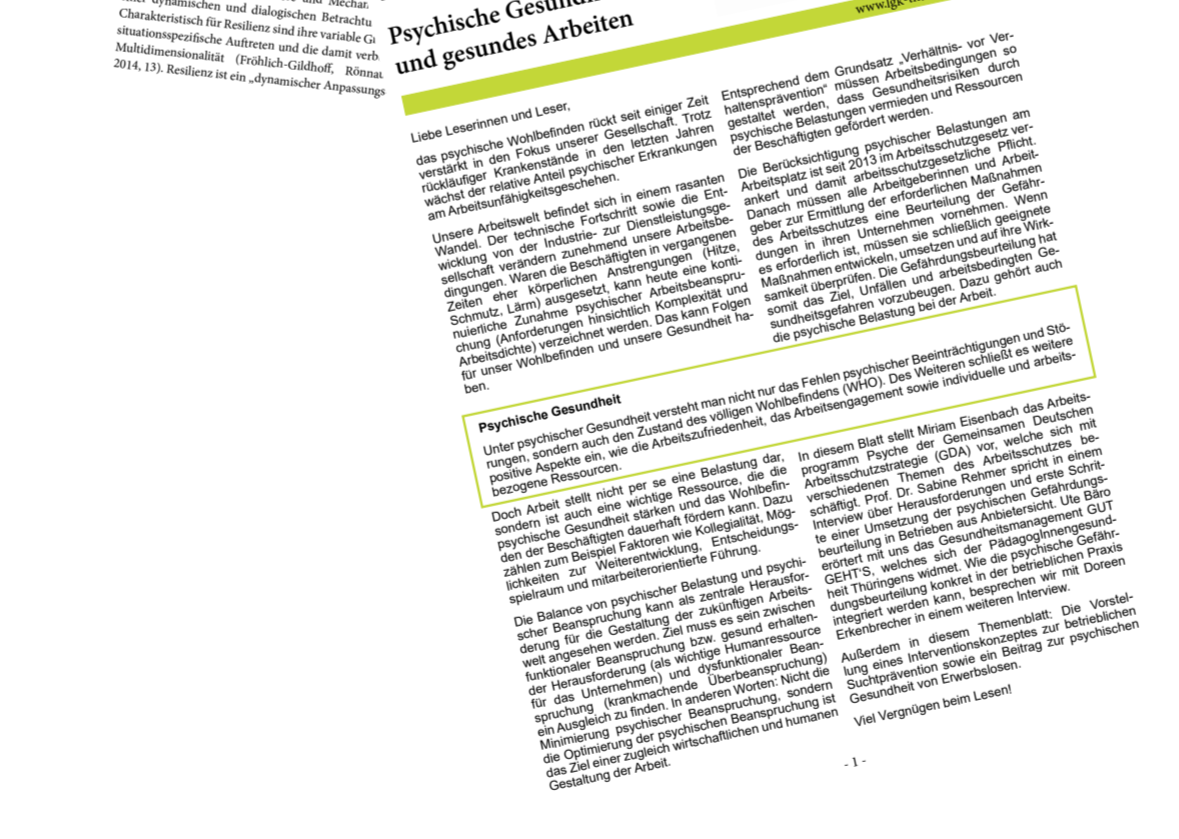 dynamischen und dialogischen Betrachtu
Charakteristisch für Resilienz sind ihre variable G
situationsspezifische Auftreten und die damit verb
Multidimensionalität (Fröhlich-Gildhoff, Rönnau
2014, 13). Resilienz ist ein „dynamischer Anpassungs
Psychische
und gesundes Arbeiten
Liebe Leserinnen und Leser,
das psychische Wohlbefinden rückt seit einiger Zeit
verstärkt in den Fokus unserer Gesellschaft. Trotz
rückläufiger Krankenstände in den letzten Jahren
wächst der relative Anteil psychischer Erkrankungen
am Arbeitsunfähigkeitsgeschehen.
Unsere Arbeitswelt befindet sich in einem rasanten
Wandel. Der technische Fortschritt sowie die Ent-
wicklung von der Industrie- zur Dienstleistungsge-
sellschaft verändern zunehmend unsere Arbeitsbe-
dingungen. Waren die Beschäftigten in vergangenen
Zeiten eher körperlichen Anstrengungen (Hitze,
Schmutz, Lärm) ausgesetzt, kann heute eine konti-
nuierliche Zunahme psychischer Arbeitsbeanspru-
chung (Anforderungen hinsichtlich Komplexität und
Arbeitsdichte) verzeichnet werden. Das kann Folgen
für unser Wohlbefinden und unsere Gesundheit ha-
ben.
Entsprechend dem Grundsatz „Verhältnis- vor Ver-
haltensprävention“ müssen Arbeitsbedingungen so
gestaltet werden, dass Gesundheitsrisiken durch
psychische Belastungen vermieden und Ressourcen
der Beschäftigten gefördert werden.
Die Berücksichtigung psychischer Belastungen am
Arbeitsplatz ist seit 2013 im Arbeitsschutzgesetz ver-
ankert und damit arbeitsschutzgesetzliche Pflicht.
Danach müssen alle Arbeitgeberinnen und Arbeit-
geber zur Ermittlung der erforderlichen Maßnahmen
des Arbeitsschutzes eine Beurteilung der Gefähr-
dungen in ihren Unternehmen vornehmen. Wenn
es erforderlich ist, müssen sie schließlich geeignete
Maßnahmen entwickeln, umsetzen und auf ihre Wirk-
samkeit überprüfen. Die Gefährdungsbeurteilung hat
somit das Ziel, Unfällen und arbeitsbedingten Ge-
sundheitsgefahren vorzubeugen. Dazu gehört auch
die psychische Belastung bei der Arbeit.
Psychische Gesundheit
Unter psychischer Gesundheit versteht man nicht nur das Fehlen psychischer Beeinträchtigungen und Stö-
rungen, sondern auch den Zustand des völligen Wohlbefindens (WHO). Des Weiteren schließt es weitere
positive Aspekte ein, wie die Arbeitszufriedenheit, das Arbeitsengagement sowie individuelle und arbeits-
bezogene Ressourcen.
Doch Arbeit stellt nicht per se eine Belastung dar,
sondern ist auch eine wichtige Ressource, die die
psychische Gesundheit stärken und das Wohlbefin-
den der Beschäftigten dauerhaft fördern kann. Dazu
zählen zum Beispiel Faktoren wie Kollegialität, Mög-
lichkeiten zur Weiterentwicklung, Entscheidungs-
spielraum und mitarbeiterorientierte Führung.
Die Balance von psychischer Belastung und psychi-
scher Beanspruchung kann als zentrale Herausfor-
derung für die Gestaltung der zukünftigen Arbeits-
welt angesehen werden. Ziel muss es sein zwischen
funktionaler Beanspruchung bzw. gesund erhalten-
der Herausforderung (als wichtige Humanressource
für das Unternehmen) und dysfunktionaler Bean-
spruchung (krankmachende Überbeanspruchung)
ein Ausgleich zu finden. In anderen Worten: Nicht die
Minimierung psychischer Beanspruchung, sondern
die Optimierung der psychischen Beanspruchung ist
das Ziel einer zugleich wirtschaftlichen und humanen
Gestaltung der Arbeit.
In diesem Blatt stellt Miriam Eisenbach das Arbeits-
programm Psyche der Gemeinsamen Deutschen
Arbeitsschutzstrategie (GDA) vor, welche sich mit
verschiedenen Themen des Arbeitsschutzes be-
schäftigt. Prof. Dr. Sabine Rehmer spricht in einem
Interview über Herausforderungen und erste Schrit-
te einer Umsetzung der psychischen Gefährdungs-
beurteilung in Betrieben aus Anbietersicht. Ute Bäro
erörtert mit uns das Gesundheitsmanagement GUT
GEHT'S, welches sich der PädagogInnengesund-
heit Thüringens widmet. Wie die psychische Gefähr-
dungsbeurteilung konkret in der betrieblichen Praxis
integriert werden kann, besprechen wir mit Doreen
Erkenbrecher in einem weiteren Interview.
Außerdem in diesem Themenblatt: Die Vorstel-
lung eines Interventionskonzeptes zur betrieblichen
Suchtprävention sowie ein Beitrag zur psychischen
Gesundheit von Erwerbslosen.
Viel Vergnügen beim Lesen!
- 1 -